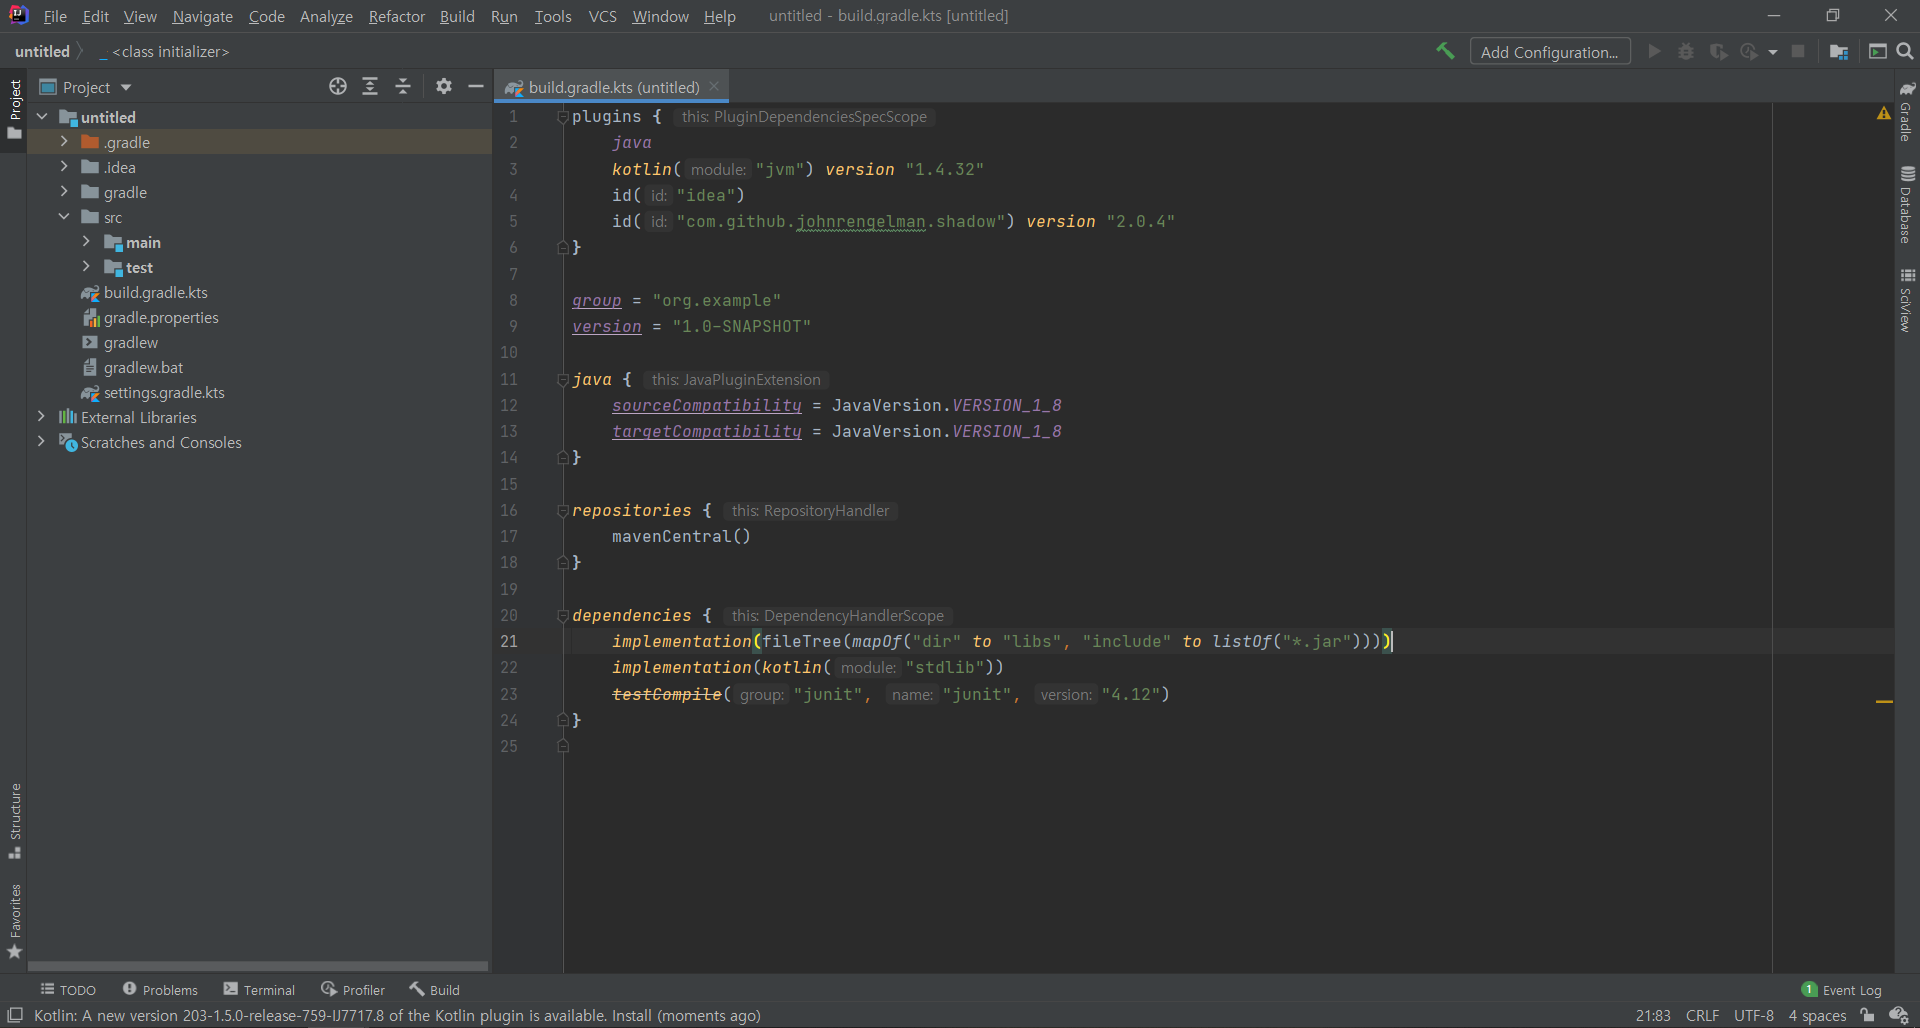 File Edit View Navigate Code Analyze Refactor Build Run Tools VCS Window Help untitled - build.gradle.kts [untitled]
untitled <class initializer> Add Configuration...
Project build.gradle.kts (untitled)
Project
untitled
.gradle
.idea
gradle
src
main
test
build.gradle.kts
gradle.properties
gradlew
gradlew.bat
settings.gradle.kts
External Libraries
Scratches and Consoles
Structure
Favorites
1 plugins { this: PluginDependenciesSpecScope
2 java
3 kotlin( module: "jvm") version "1.4.32"
4 id( id: "idea")
5 id( id: "com.github.johnrengelman.shadow") version "2.0.4"
6 }
7
8 group = "org.example"
9 version = "1.0-SNAPSHOT"
10
11 java { this: JavaPluginExtension
12 sourceCompatibility = JavaVersion.VERSION_1_8
13 targetCompatibility = JavaVersion.VERSION_1_8
14 }
15
16 repositories { this: RepositoryHandler
17 mavenCentral()
18 }
19
20 dependencies { this: DependencyHandlerScope
21 implementation(fileTree(mapOf("dir" to "libs", "include" to listOf("*.jar"))))
22 implementation(kotlin( module: "stdlib"))
23 testCompile( group: "junit", name: "junit", version: "4.12")
24 }
25
Gradle
Database
SciView
TODO Problems Terminal Profiler Build 1 Event Log
Kotlin: A new version 203-1.5.0-release-759-IJ7717.8 of the Kotlin plugin is available. Install (moments ago) 21:83 CRLF UTF-8 4 spaces